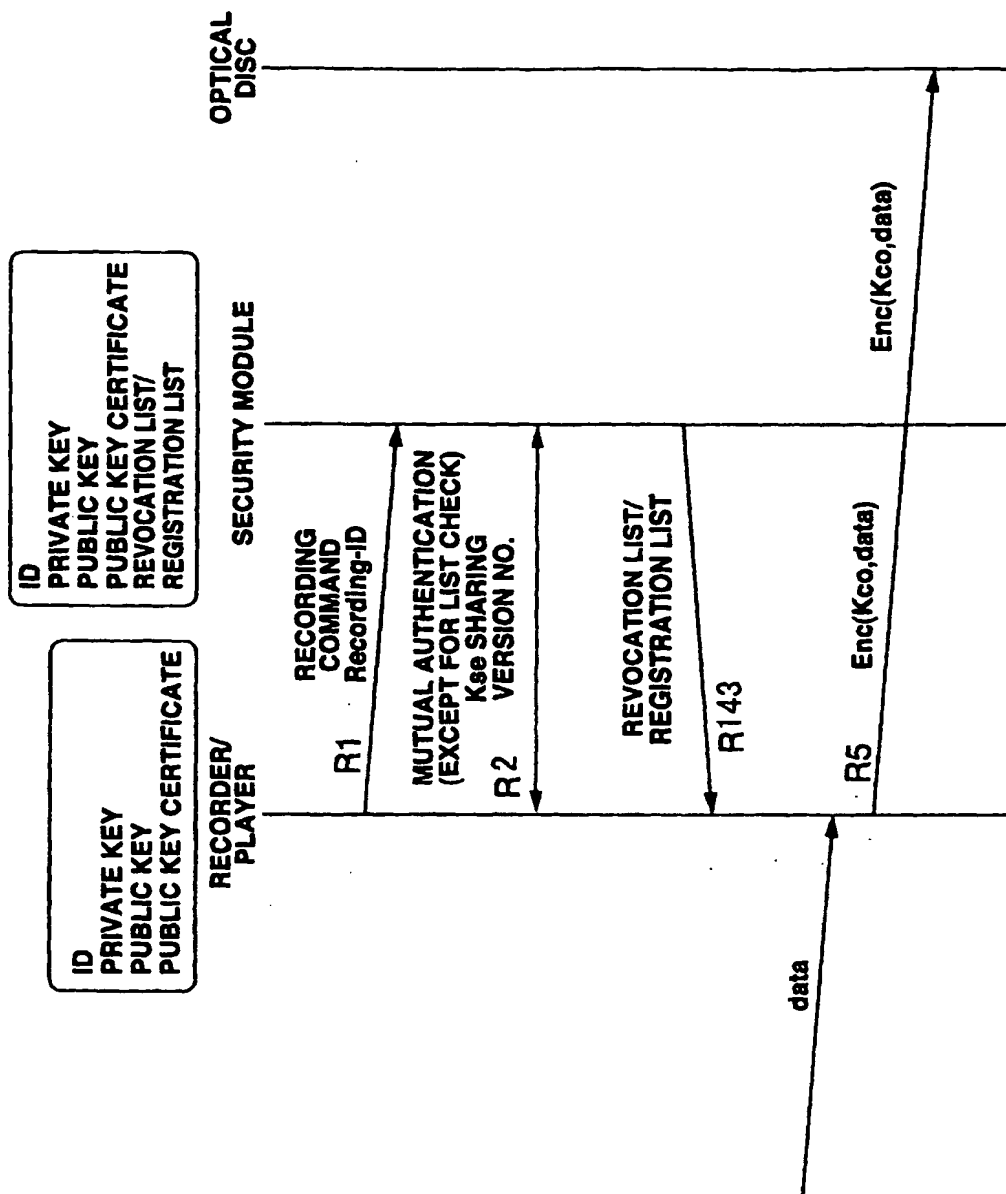 ID
PRIVATE KEY
PUBLIC KEY
PUBLIC KEY CERTIFICATE
RECORDER/
PLAYER
ID
PRIVATE KEY
PUBLIC KEY
PUBLIC KEY CERTIFICATE
REVOCATION LIST/
REGISTRATION LIST
SECURITY MODULE
OPTICAL
DISC
RECORDING
COMMAND
Recording-ID
R1
MUTUAL AUTHENTICATION
(EXCEPT FOR LIST CHECK)
Kse SHARING
VERSION NO.
R2
REVOCATION LIST/
REGISTRATION LIST
R143
data
R5
Enc(Kco,data)
Enc(Kco,data)